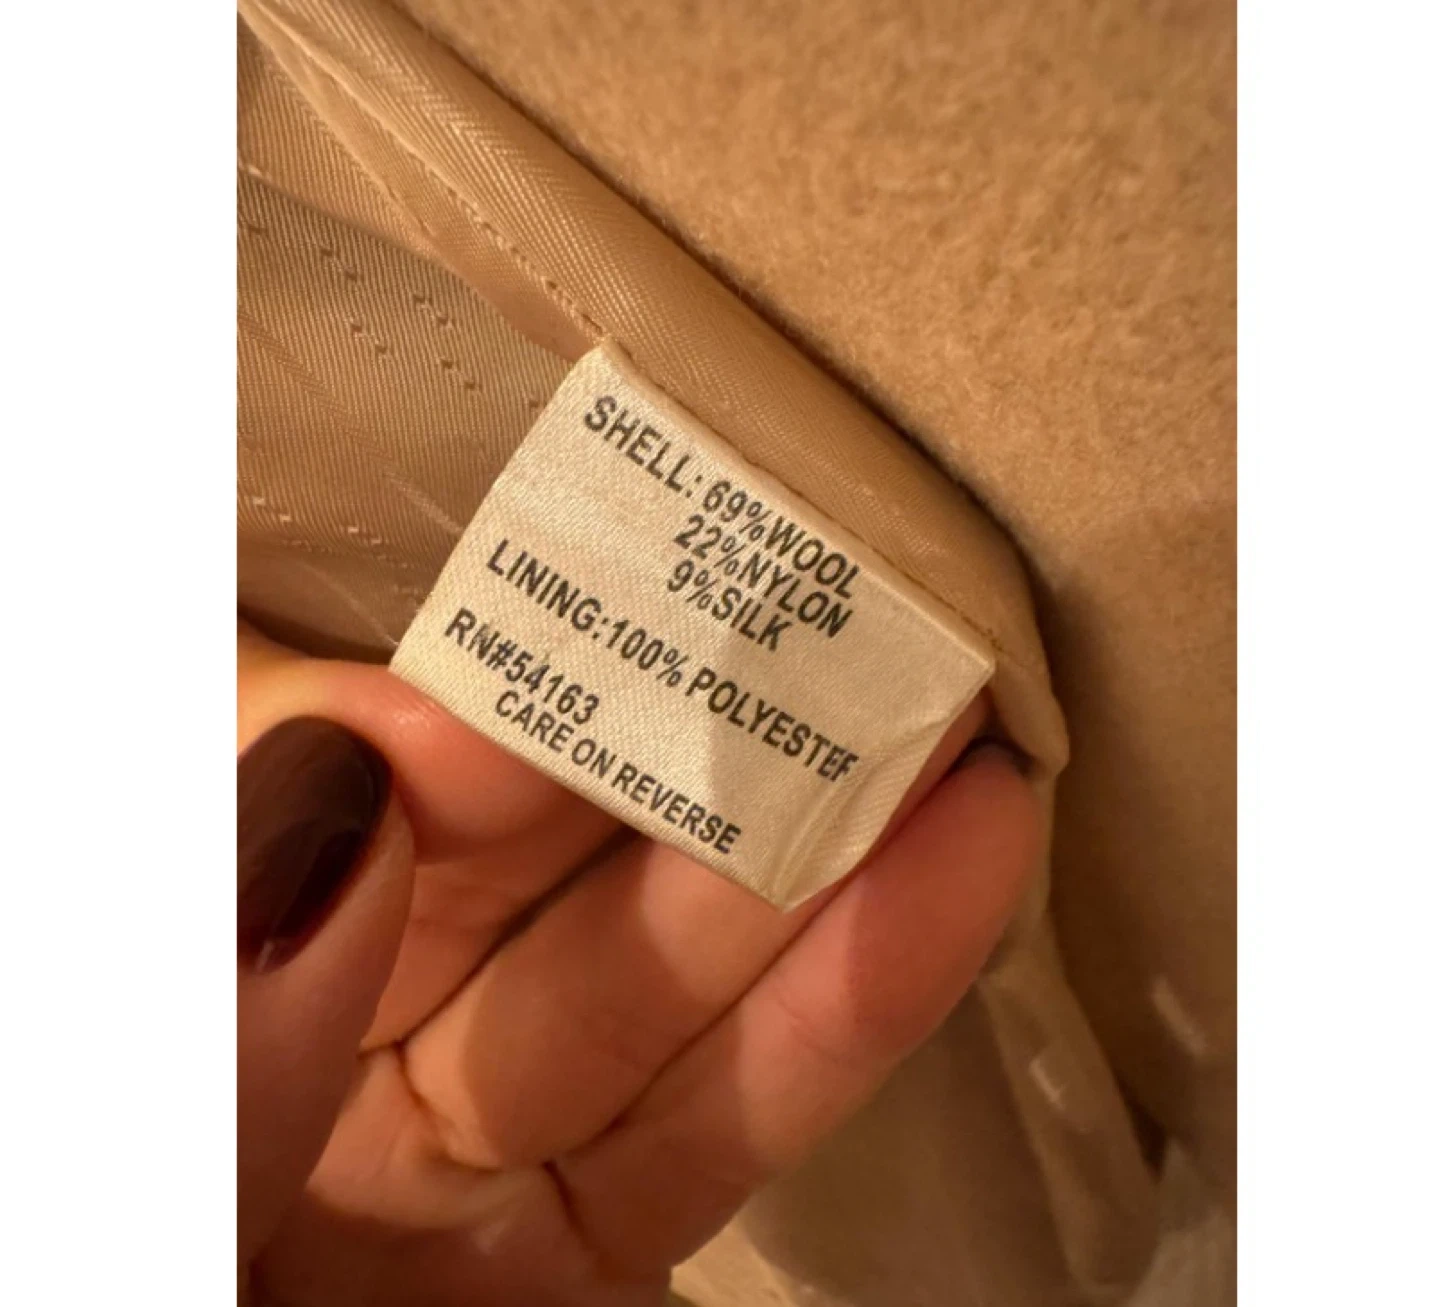 SHELL: 69%WOOL
22%NYLON
9%SILK
LINING:100% POLYESTER
RN#54163
CARE ON REVERSE